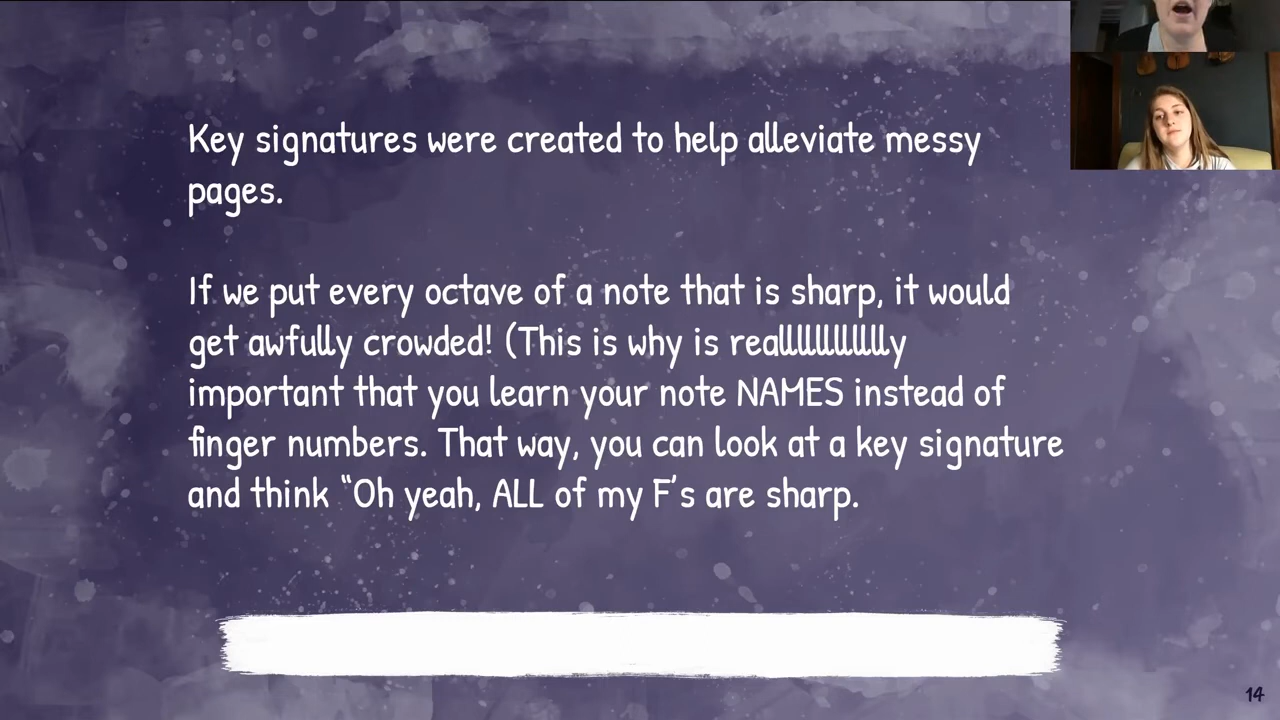 Key signatures were created to help alleviate messy
pages.
If we put every octave of a note that is sharp, it would
get awfully crowded! (This is why is reallllllllllllly
important that you learn your note NAMES instead of
finger numbers. That way, you can look at a key signature
and think “Oh yeah, ALL of my F’s are sharp.
14